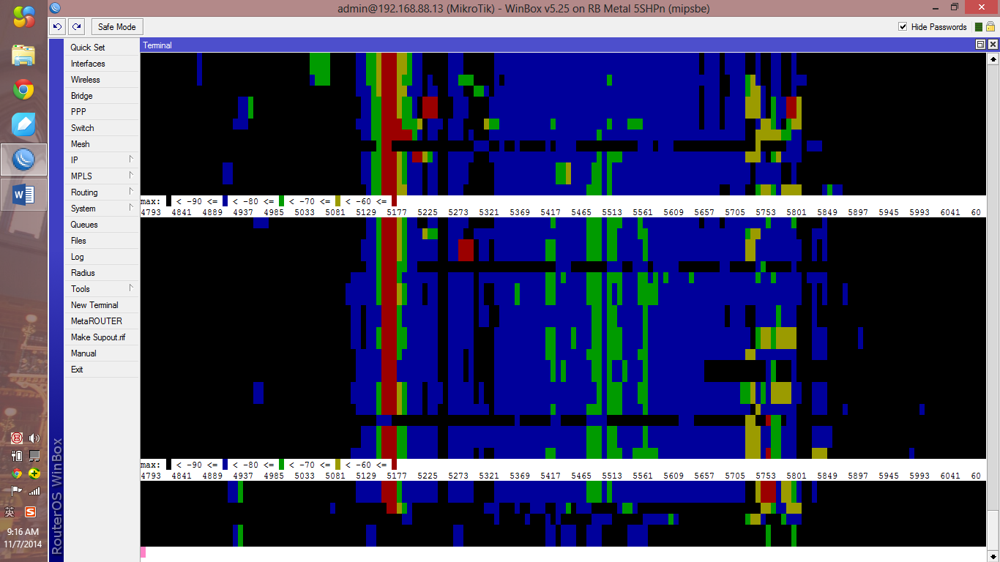 admin@192.168.88.13 (MikroTik) - WinBox v5.25 on RB Metal 5SHPn (mipsbe)
Safe Mode
Hide Passwords
Terminal
Quick Set
Interfaces
Wireless
Bridge
PPP
Switch
Mesh
IP
MPLS
Routing
System
Queues
Files
Log
Radius
Tools
New Terminal
MetaROUTER
Make Supout.rif
Manual
Exit
RouterOS WinBox
max: < -90 <= < -80 <= < -70 <= < -60 <=
4793 4841 4889 4937 4985 5033 5081 5129 5177 5225 5273 5321 5369 5417 5465 5513 5561 5609 5657 5705 5753 5801 5849 5897 5945 5993 6041 60
max: < -90 <= < -80 <= < -70 <= < -60 <=
4793 4841 4889 4937 4985 5033 5081 5129 5177 5225 5273 5321 5369 5417 5465 5513 5561 5609 5657 5705 5753 5801 5849 5897 5945 5993 6041 60
英
S
9:16 AM
11/7/2014